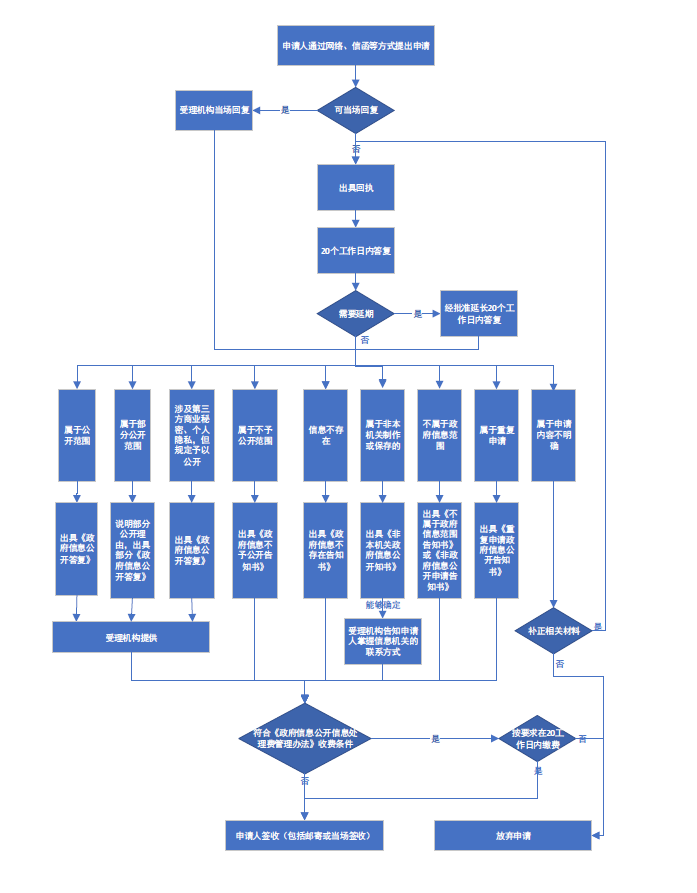 申请人通过网络、信函等方式提出申请
受理机构当场回复
是
可当场回复
否
出具回执
20个工作日内答复
需要延期
是
经批准延长20个工
作日内答复
否
属于公
开范围
属于部
分公开
范围
涉及第三
方商业秘
密、个人
隐私，但
规定予以
公开
属于不予
公开范围
信息不存
在
属于非本
机关制作
或保存的
不属于政
府信息范
围
属于重复
申请
属于申请
内容不明
确
出具《政
府信息公
开答复》
说明部分
公开理
由，出具
部分《政
府信息公
开答复》
出具《政
府信息公
开答复》
出具《政
府信息不
予公开告
知书》
出具《政
府信息不
存在告知
书》
出具《非
本机关政
府信息公
开知书》
出具《不
属于政府
信息范围
告知书》
或《非政
府信息公
开申请告
知书》
出具《重
复申请政
府信息公
开告知
书》
能够确定
受理机构提供
受理机构告知申请
人掌握信息机关的
联系方式
补正相关材料
是
否
符合《政府信息公开信息处
理费管理办法》收费条件
是
按要求在20工
作日内缴费
否
是
否
申请人签收（包括邮寄或当场签收）
放弃申请